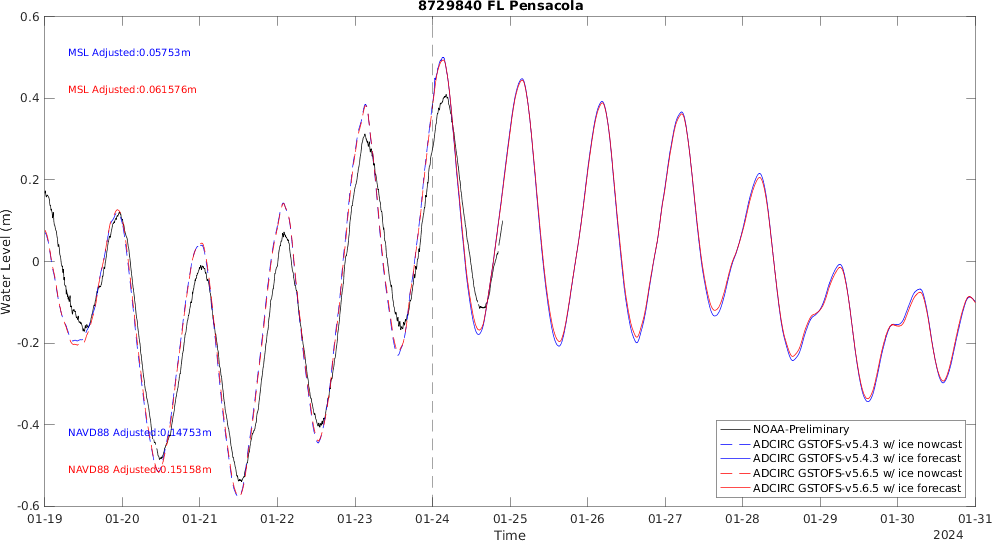 8729840 FL Pensacola
0.6
0.4
0.2
0
-0.2
-0.4
-0.6
Water Level (m)
MSL Adjusted:0.05753m
MSL Adjusted:0.061576m
NAVD88 Adjusted:0.14753m
NAVD88 Adjusted:0.15158m
NOAA-Preliminary
ADCIRC GSTOFS-v5.4.3 w/ ice nowcast
ADCIRC GSTOFS-v5.4.3 w/ ice forecast
ADCIRC GSTOFS-v5.6.5 w/ ice nowcast
ADCIRC GSTOFS-v5.6.5 w/ ice forecast
01-19 01-20 01-21 01-22 01-23 01-24 01-25 01-26 01-27 01-28 01-29 01-30 01-31
Time
2024